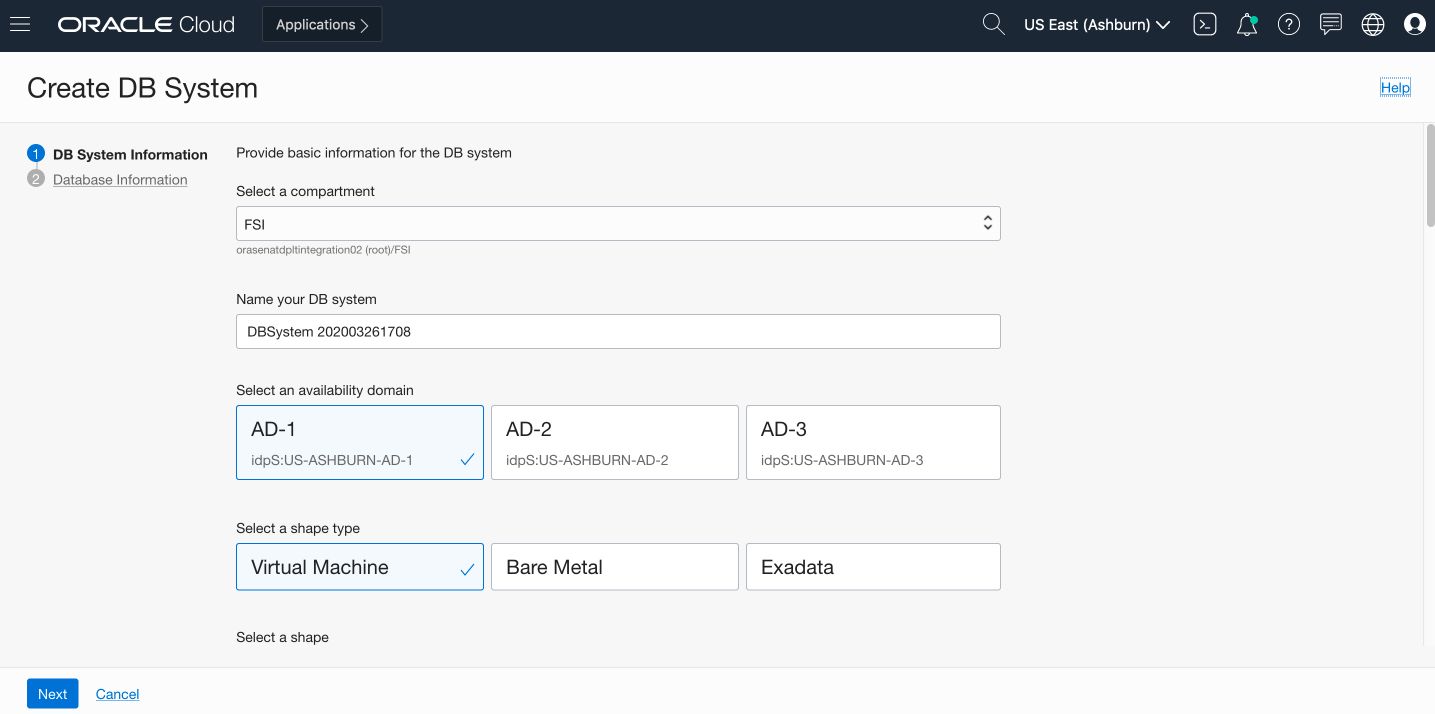 ORACLE Cloud
Applications
US East (Ashburn)
Create DB System
Help
1 DB System Information
2 Database Information
Provide basic information for the DB system
Select a compartment
FSI
orasenatdpltintegration02 (root)/FSI
Name your DB system
DBSystem 202003261708
Select an availability domain
AD-1
idpS:US-ASHBURN-AD-1
AD-2
idpS:US-ASHBURN-AD-2
AD-3
idpS:US-ASHBURN-AD-3
Select a shape type
Virtual Machine
Bare Metal
Exadata
Select a shape
Next
Cancel